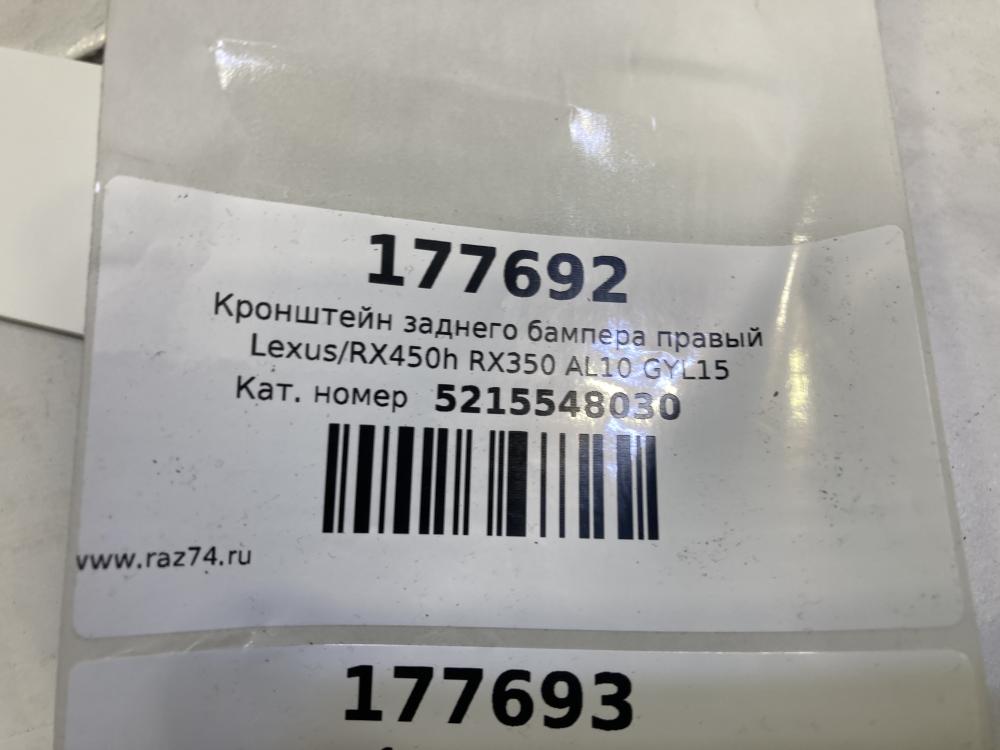 177692
Кронштейн заднего бампера правый
Lexus/RX450h RX350 AL10 GYL15
Кат. номер 5215548030
www.raz74.ru
177693